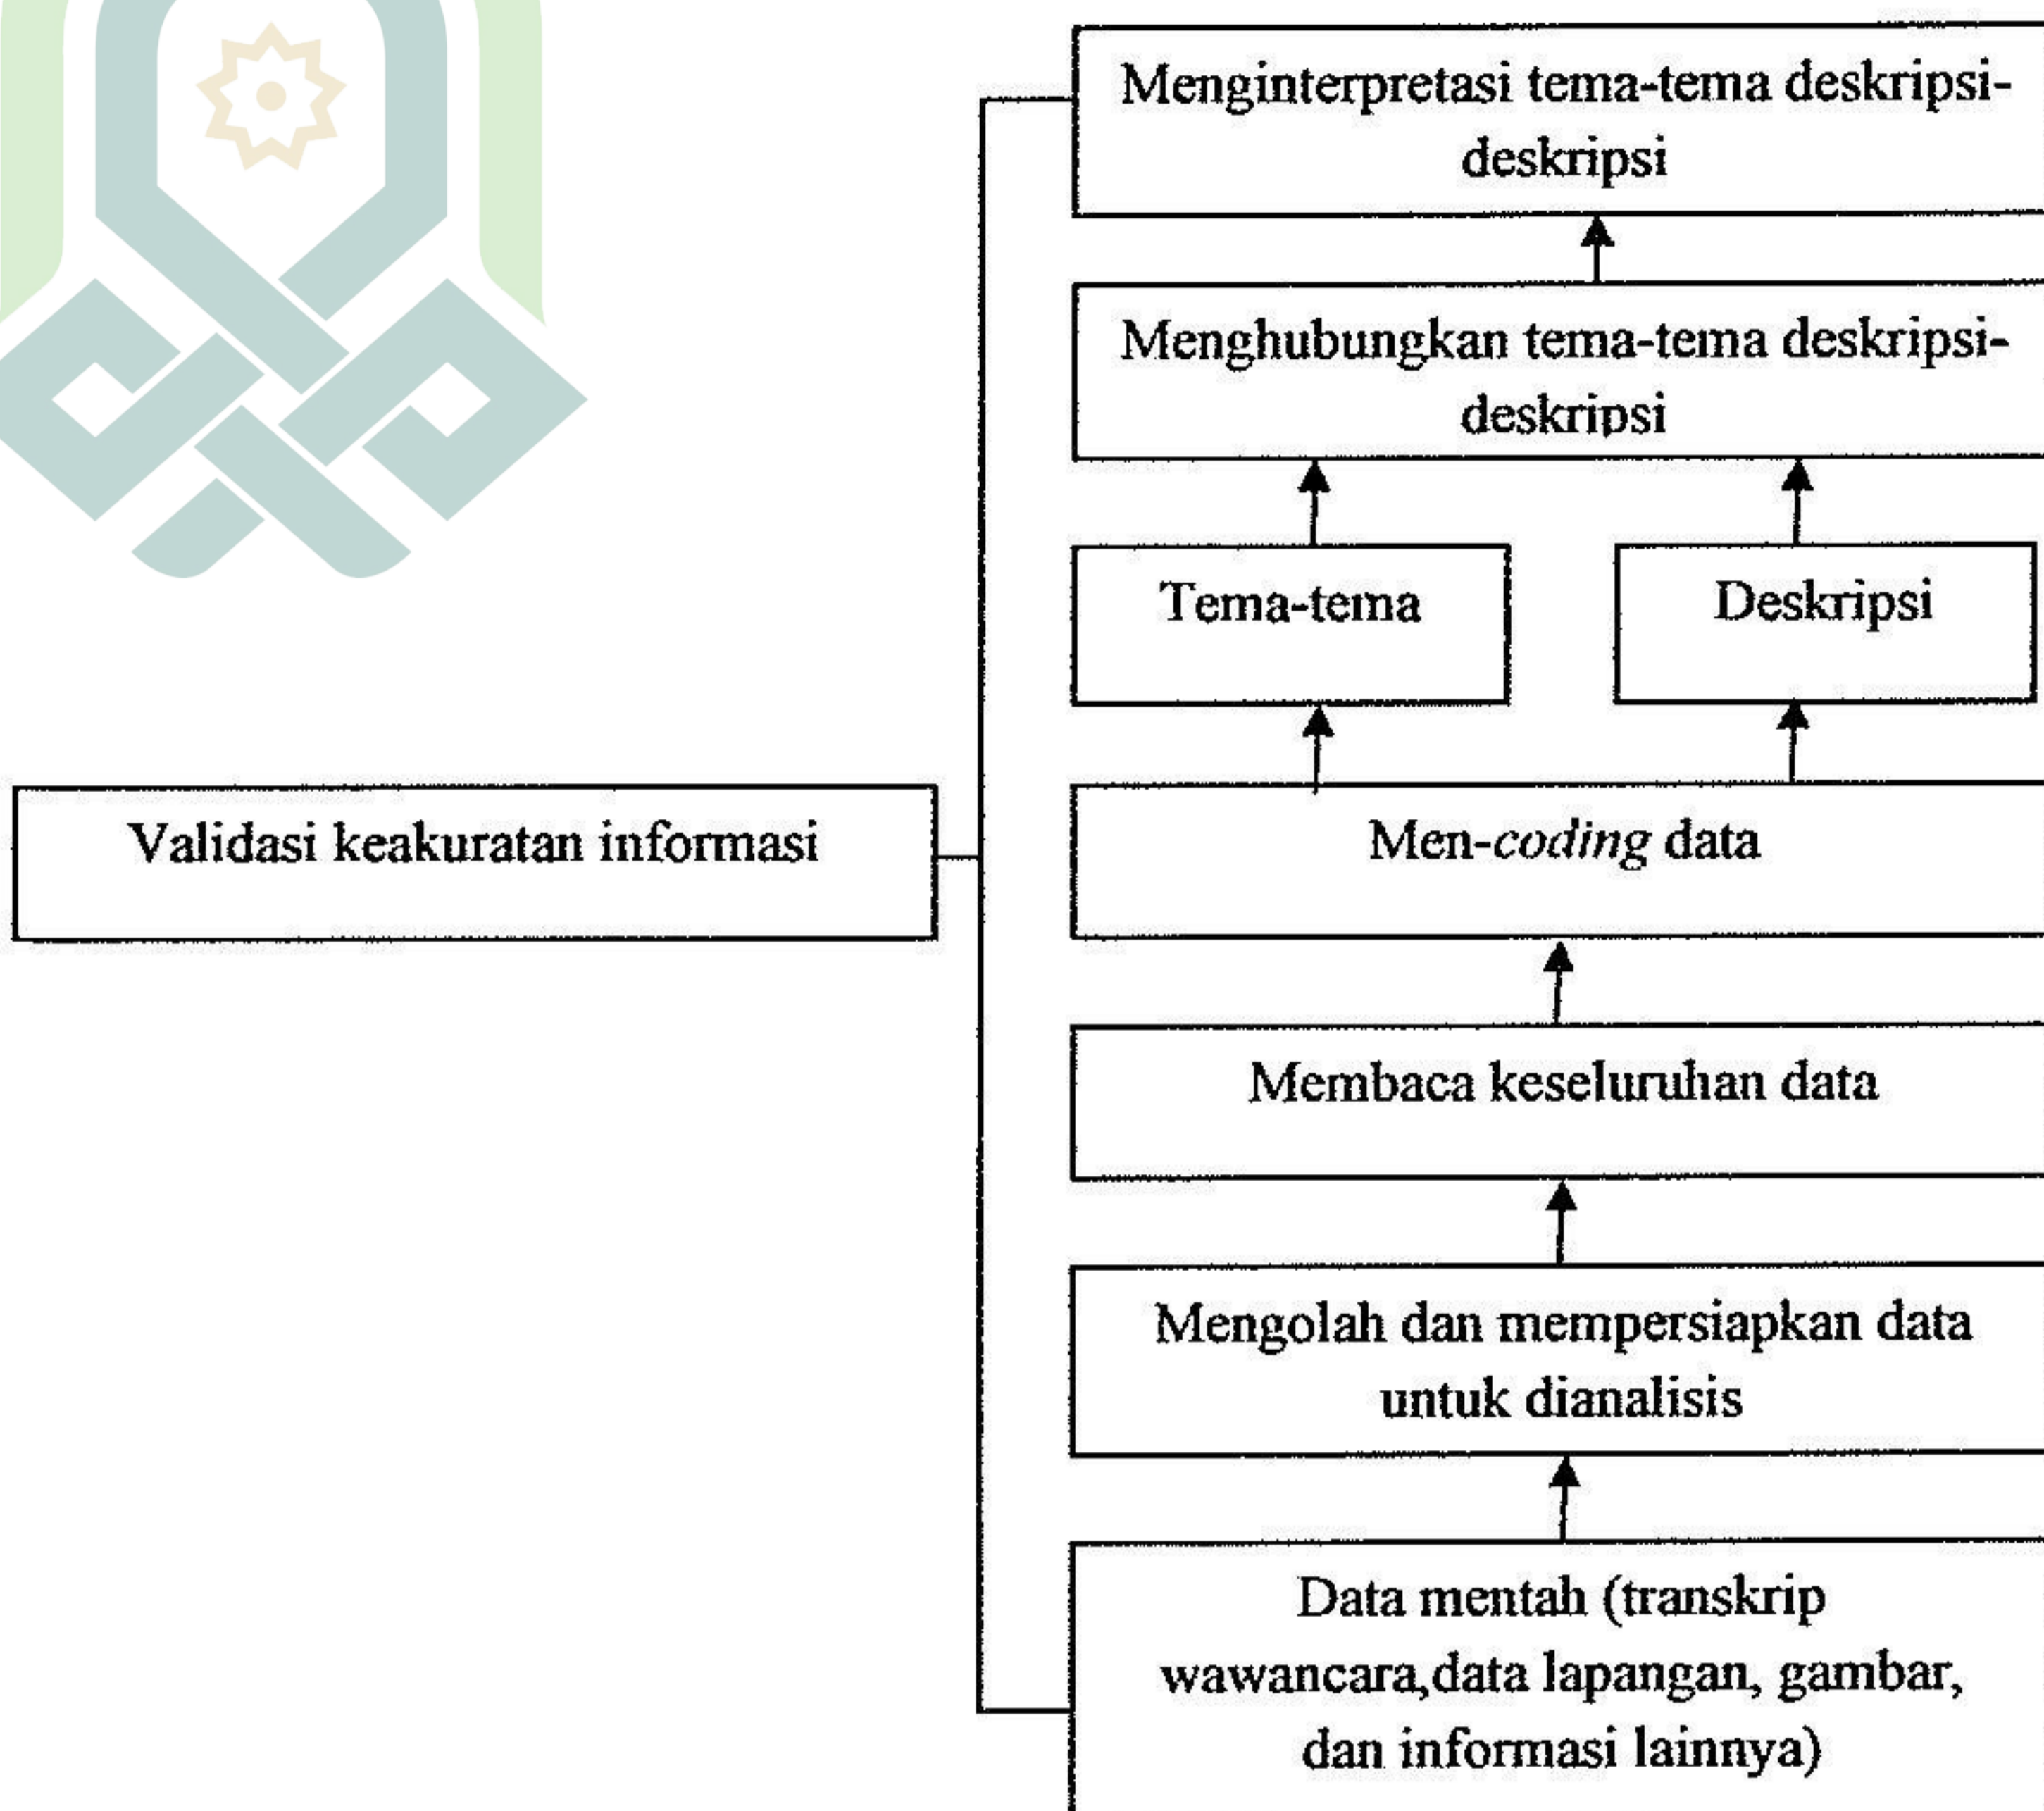 Menginterpretasi tema-tema deskripsi-
deskripsi
Menghubungkan tema-tema deskripsi-
deskripsi
Tema-tema
Deskripsi
Validasi keakuratan informasi
Men-coding data
Membaca keseluruhan data
Mengolah dan mempersiapkan data
untuk dianalisis
Data mentah (transkrip
wawancara,data lapangan, gambar,
dan informasi lainnya)